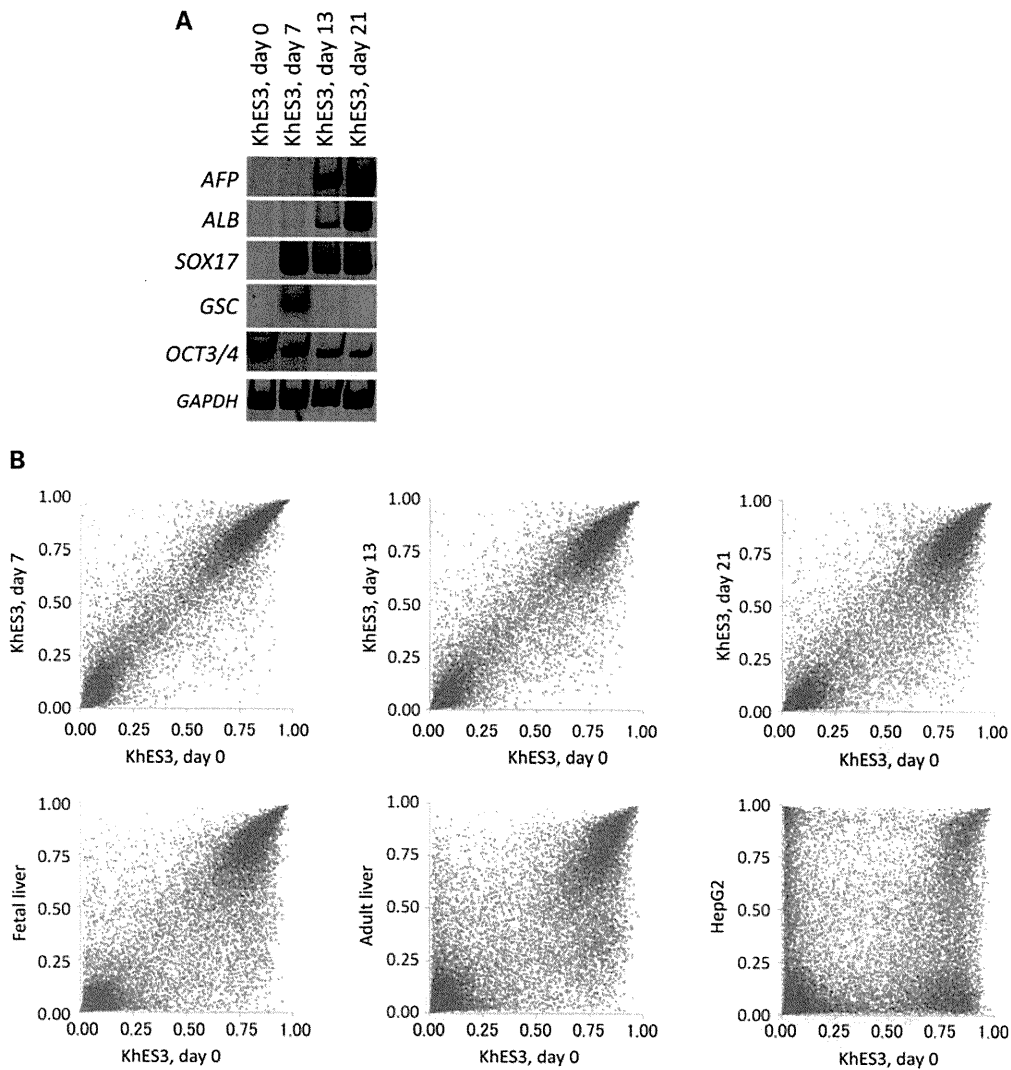 A
KhES3, day 0
KhES3, day 7
KhES3, day 13
KhES3, day 21
AFP
ALB
SOX17
GSC
OCT3/4
GAPDH
B
1.00
0.75
0.50
0.25
0.00
KhES3, day 7
0.00 0.25 0.50 0.75 1.00
KhES3, day 0
1.00
0.75
0.50
0.25
0.00
KhES3, day 13
0.00 0.25 0.50 0.75 1.00
KhES3, day 0
1.00
0.75
0.50
0.25
0.00
KhES3, day 21
0.00 0.25 0.50 0.75 1.00
KhES3, day 0
1.00
0.75
0.50
0.25
0.00
Fetal liver
0.00 0.25 0.50 0.75 1.00
KhES3, day 0
1.00
0.75
0.50
0.25
0.00
Adult liver
0.00 0.25 0.50 0.75 1.00
KhES3, day 0
1.00
0.75
0.50
0.25
0.00
HepG2
0.00 0.25 0.50 0.75 1.00
KhES3, day 0